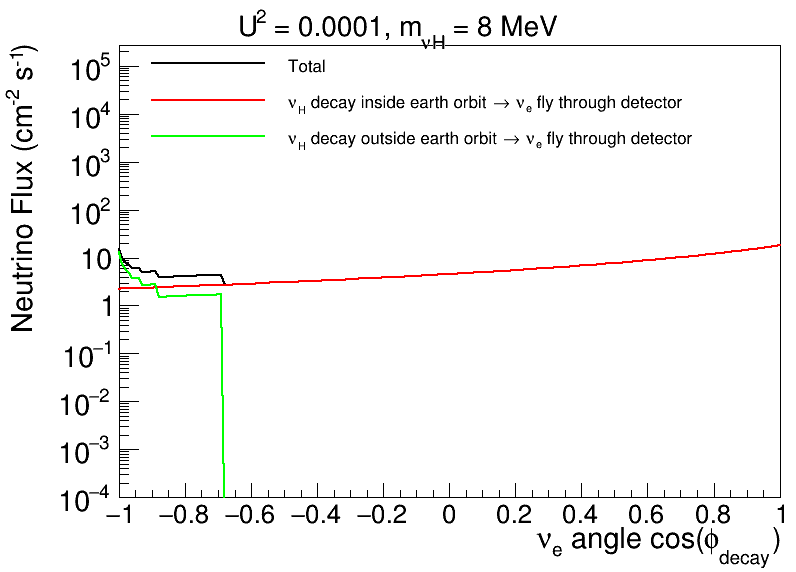 U² = 0.0001, m_νH = 8 MeV
Neutrino Flux (cm⁻² s⁻¹)
10⁵
10⁴
10³
10²
10
1
10⁻¹
10⁻²
10⁻³
10⁻⁴
Total
ν_H decay inside earth orbit → ν_e fly through detector
ν_H decay outside earth orbit → ν_e fly through detector
−1 −0.8 −0.6 −0.4 −0.2 0 0.2 0.4 0.6 0.8 1
ν_e angle cos(ϕ_decay)